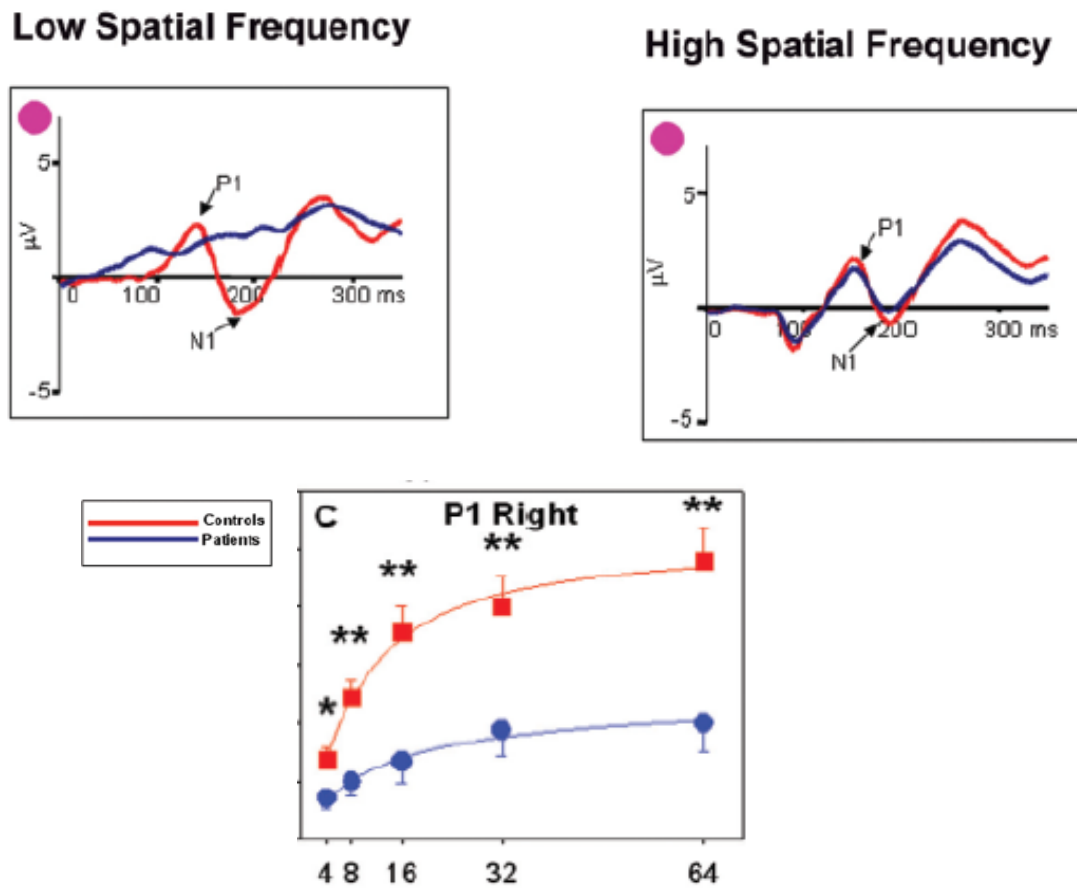 Low Spatial Frequency
High Spatial Frequency
5
P1
μV
0 100 200 300 ms
N1
-5
5
P1
μV
0 100 200 300 ms
N1
-5
Controls
Patients
C P1 Right
* ** ** ** **
4 8 16 32 64